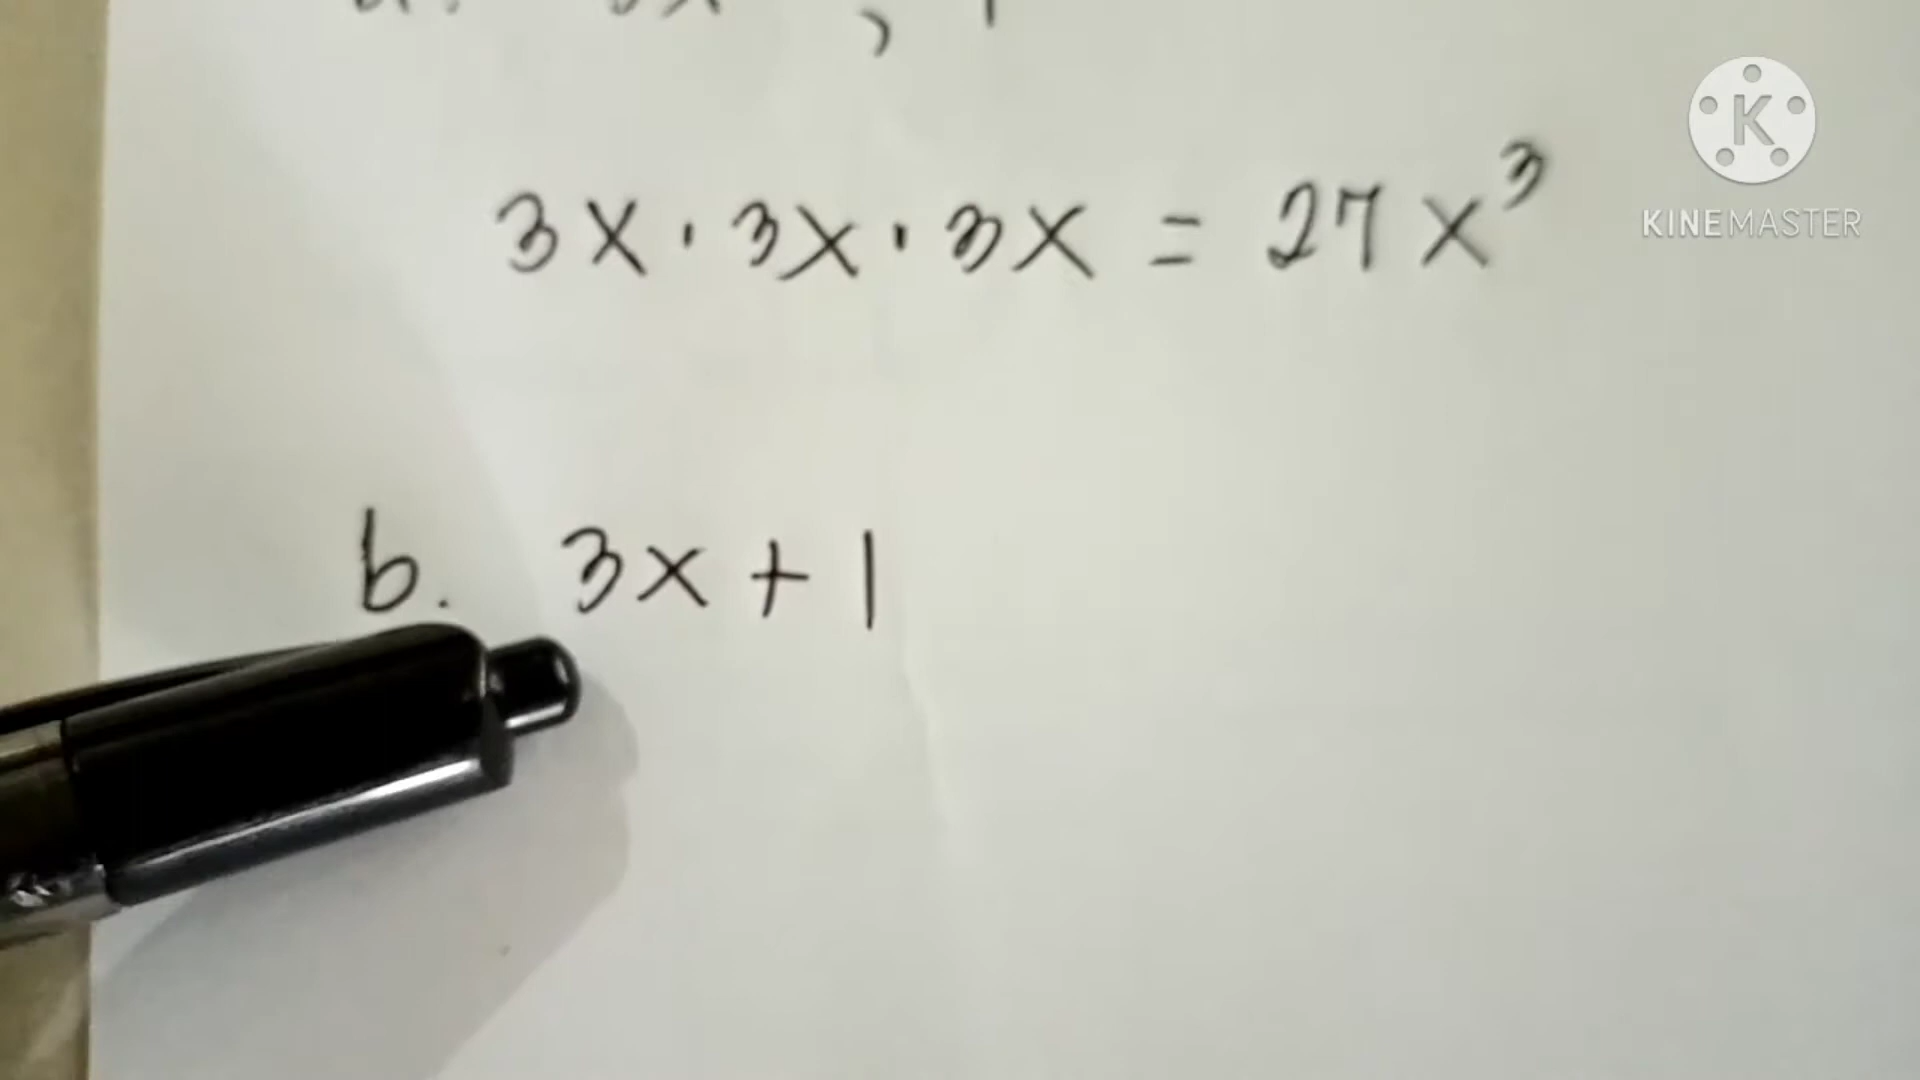 3x · 3x · 3x = 27x³
K
KINEMASTER
b. 3x + 1